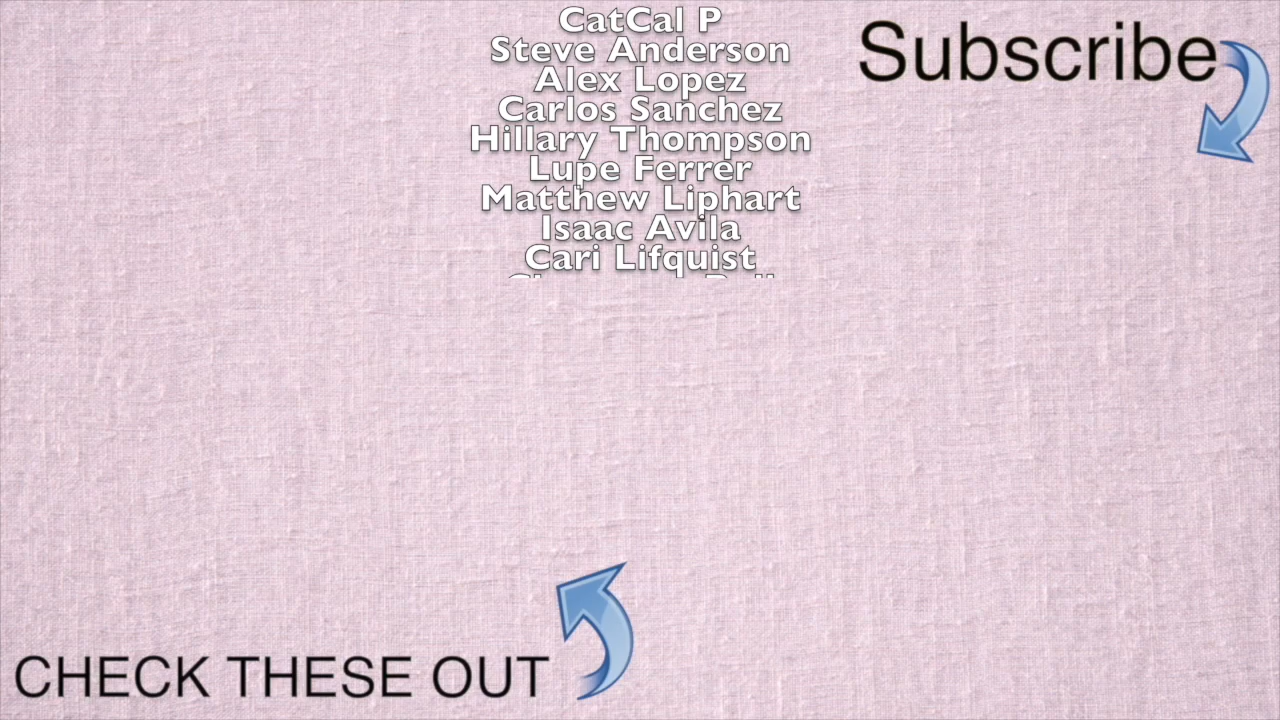 CatCal P
Steve Anderson
Alex Lopez
Carlos Sanchez
Hillary Thompson
Lupe Ferrer
Matthew Liphart
Isaac Avila
Cari Lifquist
Subscribe
CHECK THESE OUT